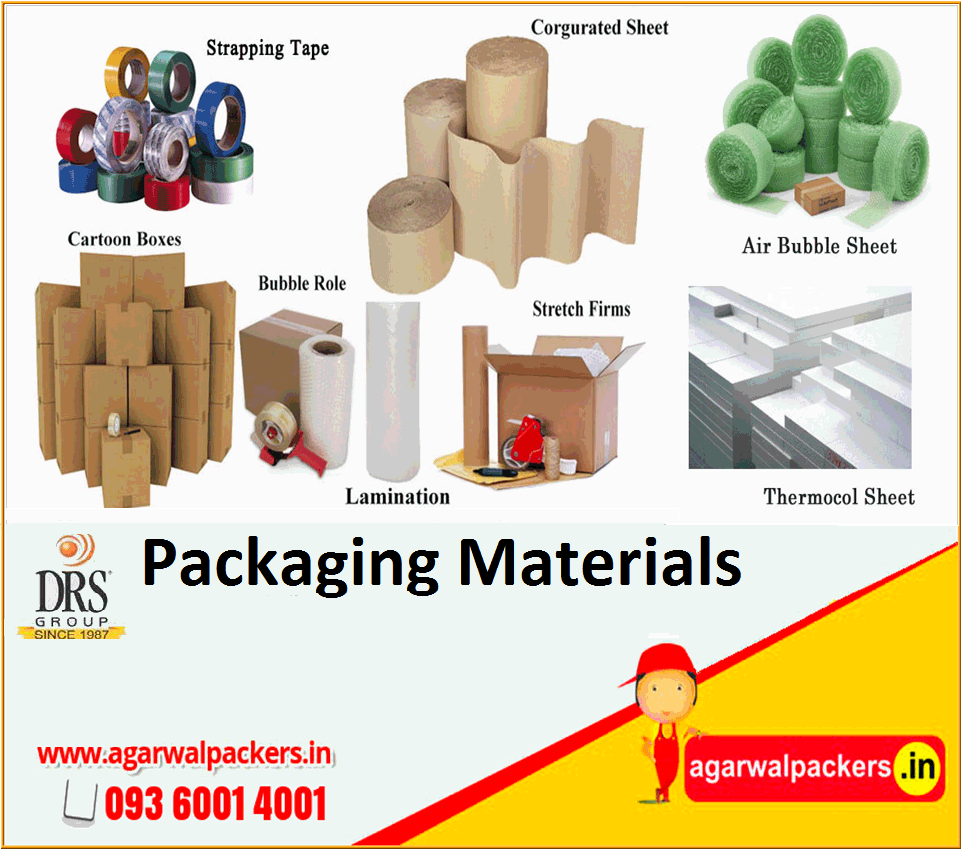 Strapping Tape
Corgurated Sheet
Air Bubble Sheet
Cartoon Boxes
Bubble Role
Stretch Firms
Lamination
Thermocol Sheet
Packaging Materials
DRS
GROUP
SINCE 1987
www.agarwalpackers.in
093 6001 4001
agarwalpackers.in